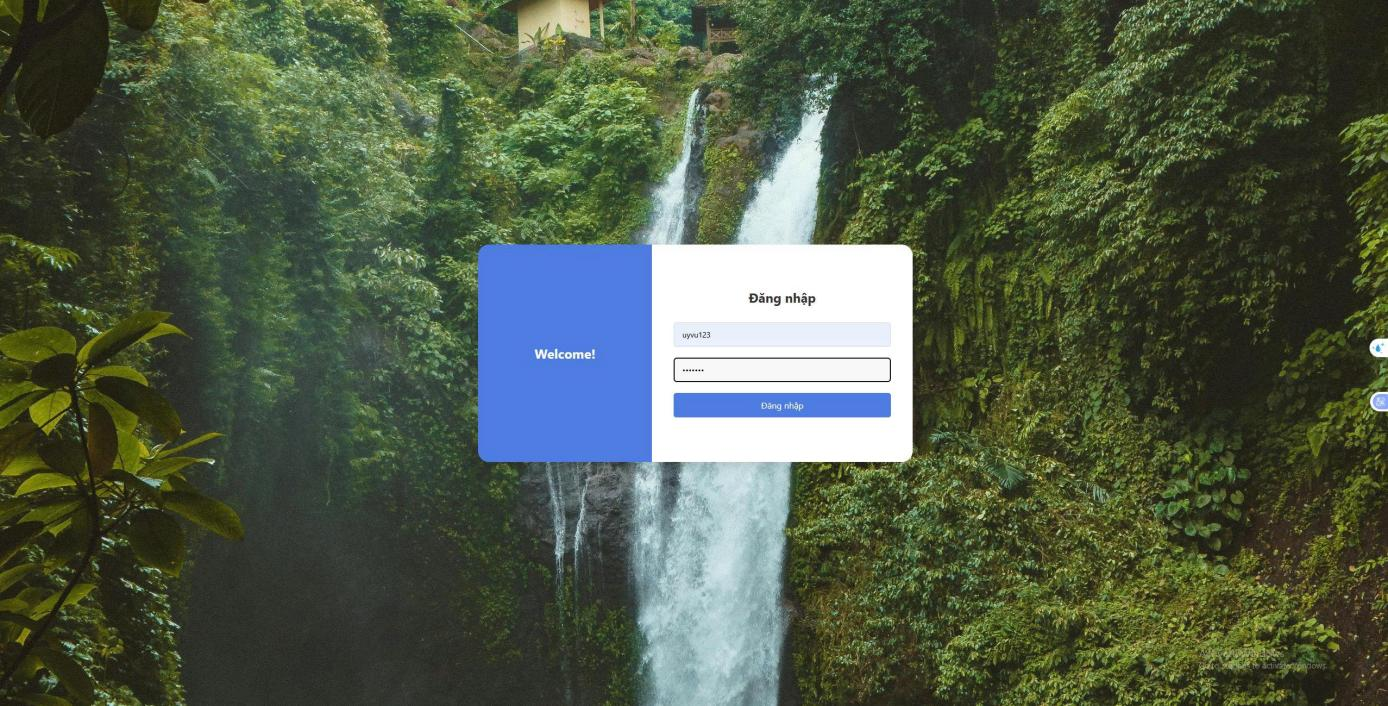 Welcome!
Đăng nhập
uyvu123
•••••••
Đăng nhập